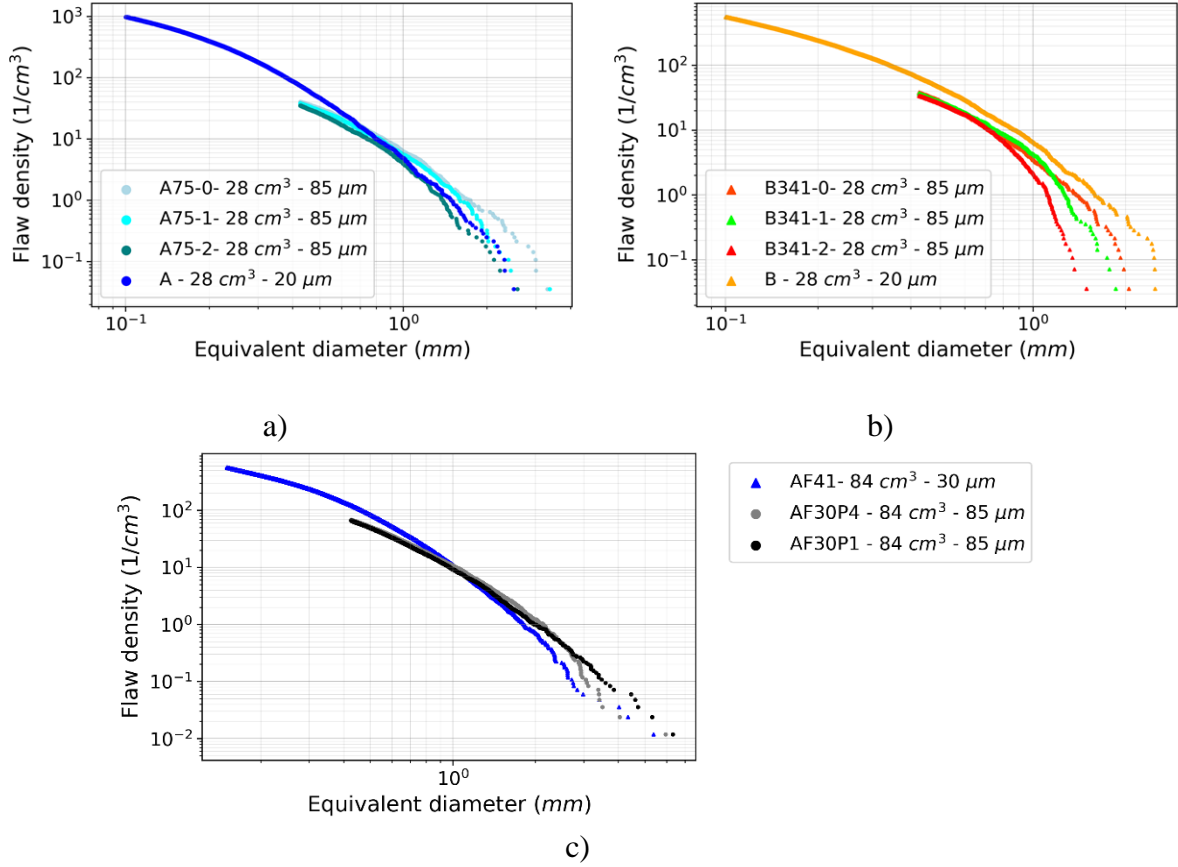 Flaw density (1/cm³)
10³
10²
10¹
10⁰
10⁻¹
A75-0- 28 cm³ - 85 μm
A75-1- 28 cm³ - 85 μm
A75-2- 28 cm³ - 85 μm
A - 28 cm³ - 20 μm
10⁻¹ 10⁰
Equivalent diameter (mm)
a)
Flaw density (1/cm³)
10²
10¹
10⁰
10⁻¹
B341-0- 28 cm³ - 85 μm
B341-1- 28 cm³ - 85 μm
B341-2- 28 cm³ - 85 μm
B - 28 cm³ - 20 μm
10⁻¹ 10⁰
Equivalent diameter (mm)
b)
Flaw density (1/cm³)
10²
10¹
10⁰
10⁻¹
10⁻²
10⁰
Equivalent diameter (mm)
AF41- 84 cm³ - 30 μm
AF30P4 - 84 cm³ - 85 μm
AF30P1 - 84 cm³ - 85 μm
c)